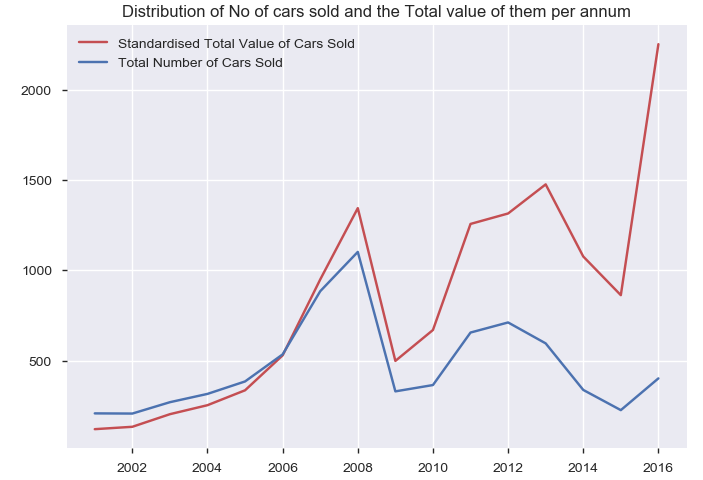 Distribution of No of cars sold and the Total value of them per annum
Standardised Total Value of Cars Sold
Total Number of Cars Sold
2000
1500
1000
500
2002 2004 2006 2008 2010 2012 2014 2016